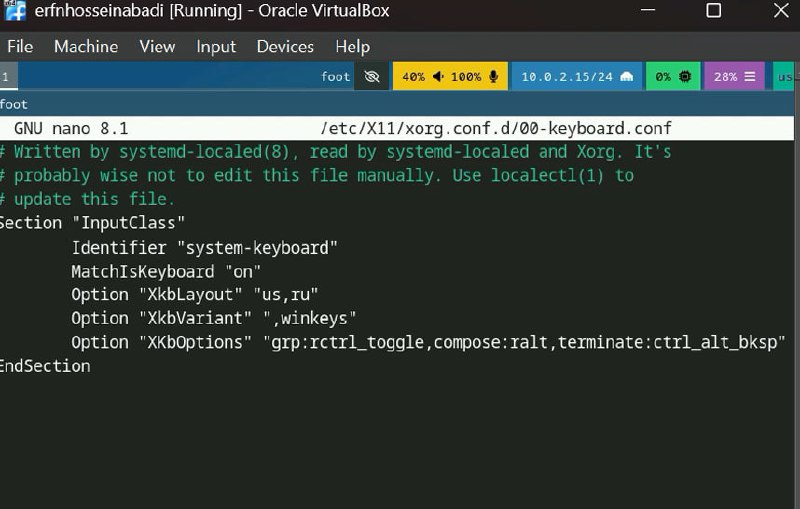 erfnhosseinabadi [Running] - Oracle VirtualBox
File Machine View Input Devices Help
1 foot 40% 100% 10.0.2.15/24 0% 28% us
foot
GNU nano 8.1 /etc/X11/xorg.conf.d/00-keyboard.conf
# Written by systemd-localed(8), read by systemd-localed and Xorg. It's
# probably wise not to edit this file manually. Use localectl(1) to
# update this file.
Section "InputClass"
Identifier "system-keyboard"
MatchIsKeyboard "on"
Option "XkbLayout" "us,ru"
Option "XkbVariant" ",winkeys"
Option "XKbOptions" "grp:rctrl_toggle,compose:ralt,terminate:ctrl_alt_bksp"
EndSection